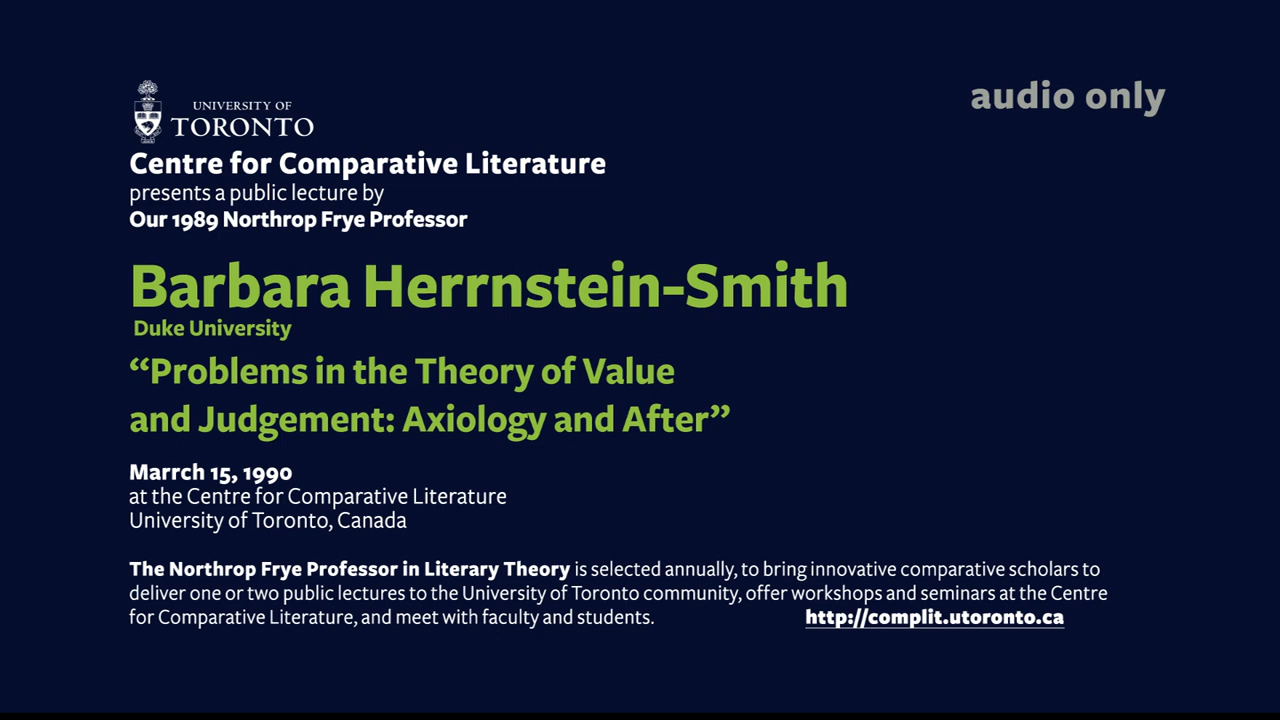 UNIVERSITY OF
TORONTO
audio only
Centre for Comparative Literature
presents a public lecture by
Our 1989 Northrop Frye Professor
Barbara Herrnstein-Smith
Duke University
“Problems in the Theory of Value
and Judgement: Axiology and After”
Marrch 15, 1990
at the Centre for Comparative Literature
University of Toronto, Canada
The Northrop Frye Professor in Literary Theory is selected annually, to bring innovative comparative scholars to
deliver one or two public lectures to the University of Toronto community, offer workshops and seminars at the Centre
for Comparative Literature, and meet with faculty and students. http://complit.utoronto.ca